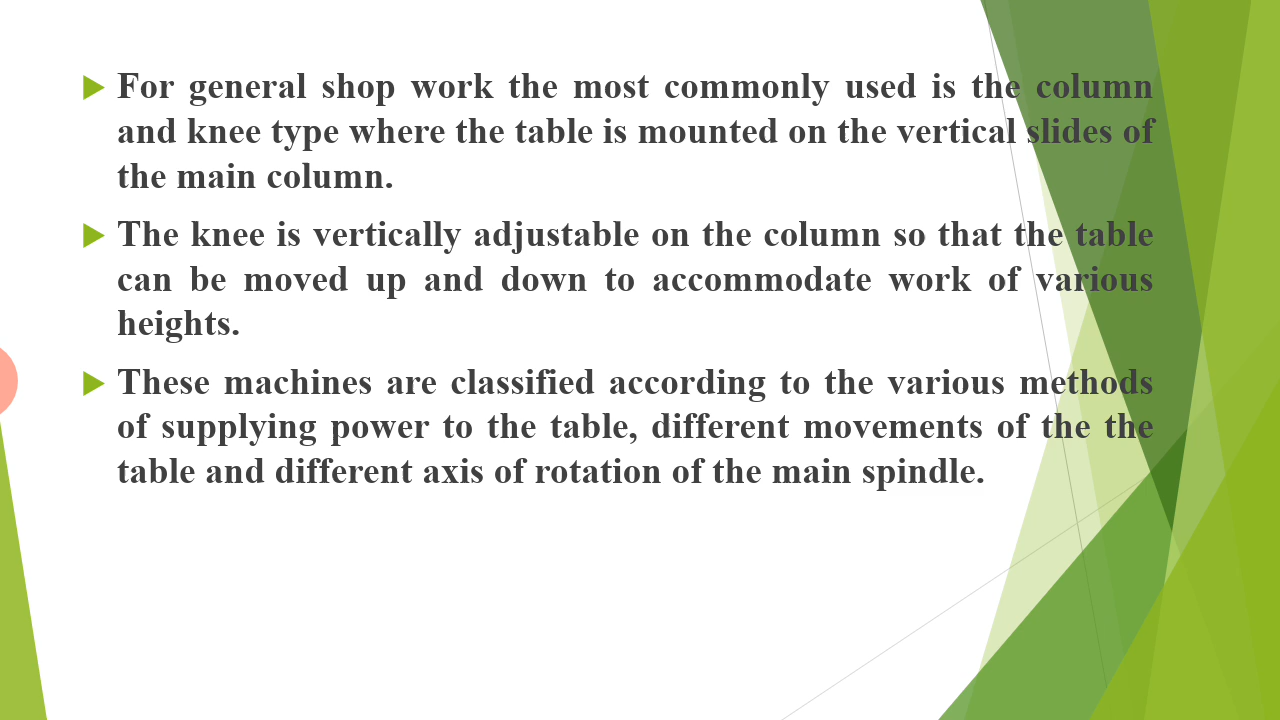 For general shop work the most commonly used is the column
and knee type where the table is mounted on the vertical slides of
the main column.
The knee is vertically adjustable on the column so that the table
can be moved up and down to accommodate work of various
heights.
These machines are classified according to the various methods
of supplying power to the table, different movements of the the
table and different axis of rotation of the main spindle.